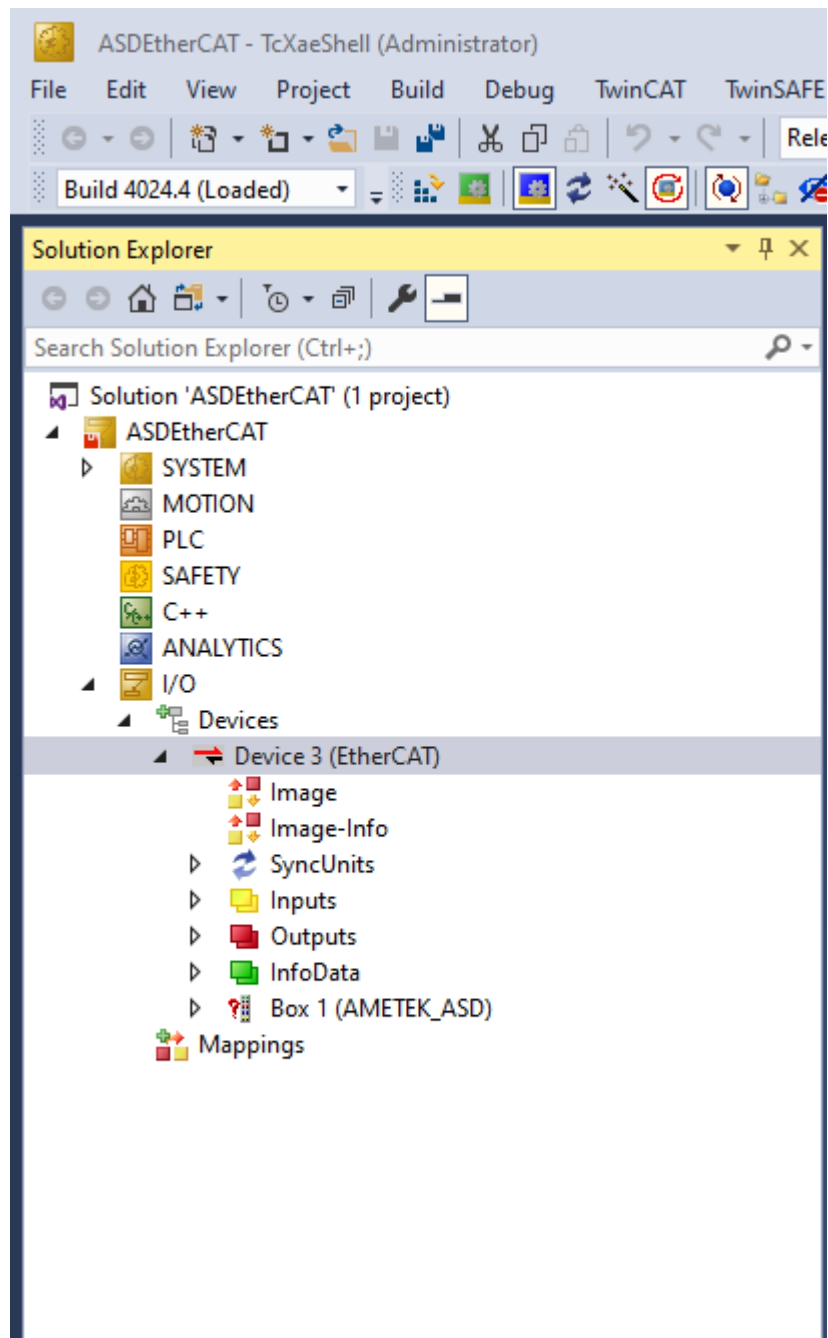 ASDEtherCAT - TcXaeShell (Administrator)
File Edit View Project Build Debug TwinCAT TwinSAFE
Rele
Build 4024.4 (Loaded)
Solution Explorer
Search Solution Explorer (Ctrl+;)
Solution 'ASDEtherCAT' (1 project)
ASDEtherCAT
SYSTEM
MOTION
PLC
SAFETY
C++
ANALYTICS
I/O
Devices
Device 3 (EtherCAT)
Image
Image-Info
SyncUnits
Inputs
Outputs
InfoData
Box 1 (AMETEK_ASD)
Mappings